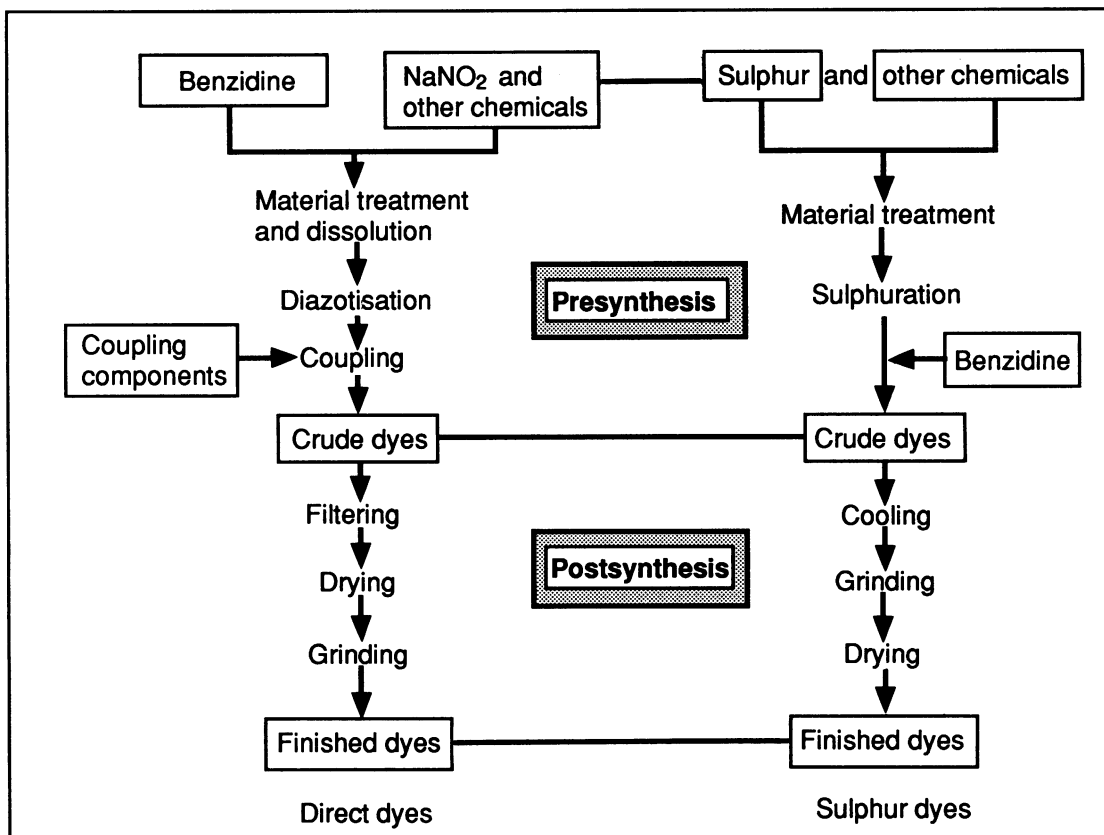 Benzidine
NaNO₂ and
other chemicals
Sulphur and other chemicals
Material treatment
and dissolution
Material treatment
Diazotisation
Presynthesis
Sulphuration
Coupling
components
Coupling
Benzidine
Crude dyes
Crude dyes
Filtering
Cooling
Drying
Postsynthesis
Grinding
Grinding
Drying
Finished dyes
Finished dyes
Direct dyes
Sulphur dyes